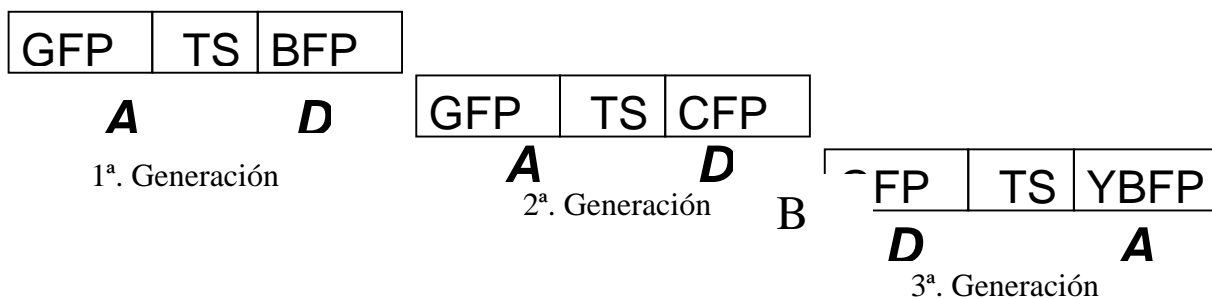 GFP TS BFP
A D
1ª. Generación
GFP TS CFP
A D
2ª. Generación
B
FP TS YBFP
D A
3ª. Generación